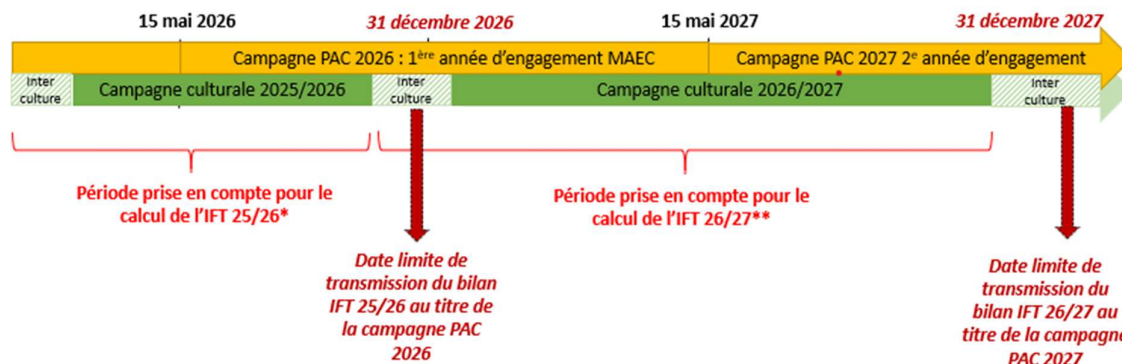 15 mai 2026
31 décembre 2026
15 mai 2027
31 décembre 2027
Campagne PAC 2026 : 1ère année d’engagement MAEC
Campagne PAC 2027 2e année d’engagement
Inter
culture
Campagne culturale 2025/2026
Inter
culture
Campagne culturale 2026/2027
Inter
culture
Période prise en compte pour le
calcul de l’IFT 25/26*
Période prise en compte pour le
calcul de l’IFT 26/27**
Date limite de
transmission du bilan
IFT 25/26 au titre de
la campagne PAC
2026
Date limite de
transmission du
bilan IFT 26/27 au
titre de la campagne
PAC 2027